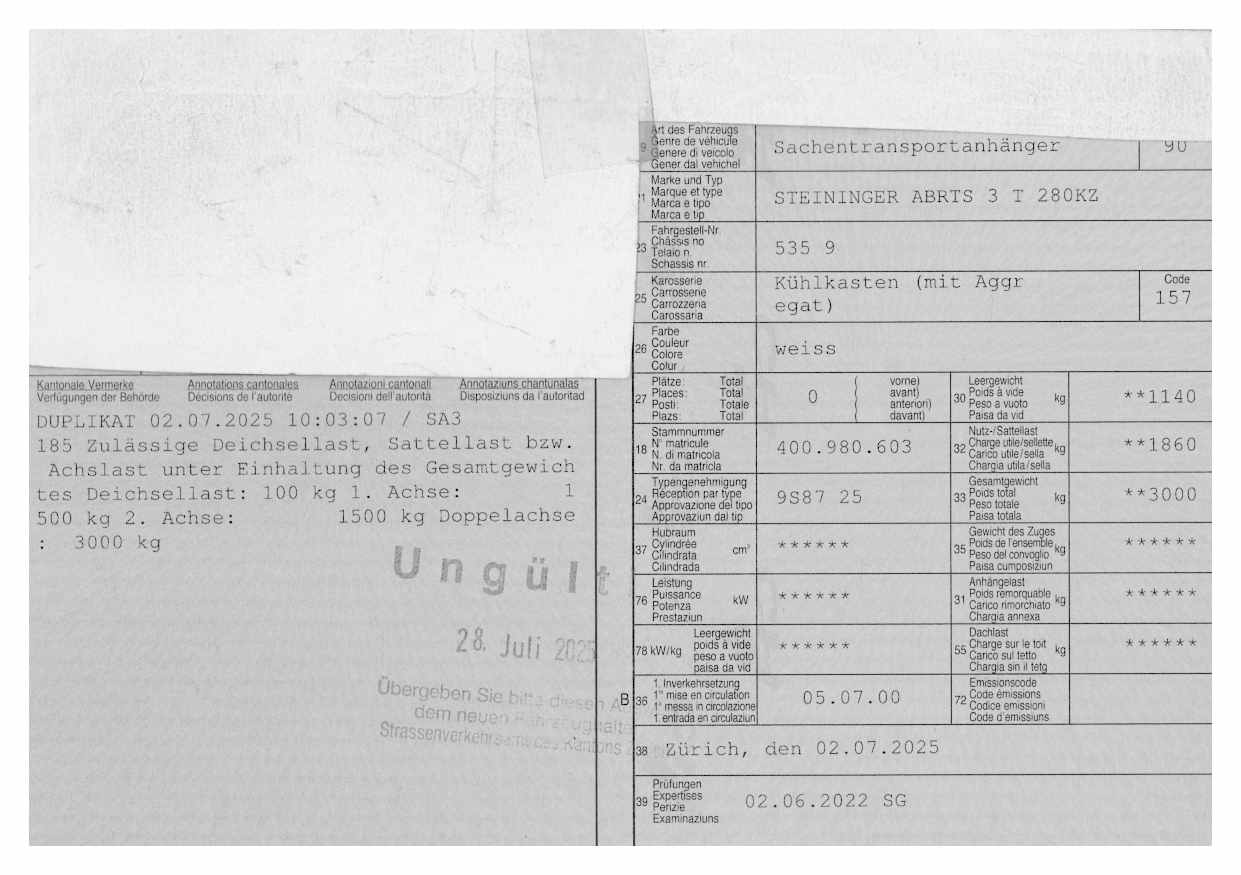 Kantonale Vermerke Annotations cantonales Annotazioni cantonali Annotaziuns chantunalas
Verfügungen der Behörde Décisions de l'autorité Decisioni dell'autorità Disposiziuns da l'autoritad
DUPLIKAT 02.07.2025 10:03:07 / SA3
185 Zulässige Deichsellast, Sattellast bzw.
Achslast unter Einhaltung des Gesamtgewich
tes Deichsellast: 100 kg 1. Achse: 1
500 kg 2. Achse: 1500 kg Doppelachse
: 3000 kg
Ungült
28. Juli 2025
Übergeben Sie bitte diesen
dem neuen
Art des Fahrzeugs
Genre de véhicule
Genere di veicolo
Gener dal vehichel
Sachentransportanhänger
Marke und Typ
Marque et type
Marca e tipo
Marca e tip
STEININGER ABRTS 3 T 280KZ
23
Fahrgestell-Nr.
Châssis no
Telaio n.
Schassis nr.
535 9
25
Karosserie
Carrosserie
Carrozzeria
Carossaria
Kühlkasten (mit Aggr
egat)
Code
157
26
Farbe
Couleur
Colore
Colur
weiss
27
Plätze: Total
Places: Total
Posti: Totale
Plazs: Total
0
( vorne)
( avant)
( anteriori)
( davant)
30
Leergewicht
Poids à vide
Peso a vuoto
Paisa da vid
kg
**1140
18
Stammnummer
N° matricule
N. di matricola
Nr. da matricla
400.980.603
32
Nutz-/Sattellast
Charge utile/sellette
Carico utile/sella
Chargia utila/sella
kg
**1860
24
Typengenehmigung
Réception par type
Approvazione del tipo
Approvaziun dal tip
9S87 25
33
Gesamtgewicht
Poids total
Peso totale
Paisa totala
kg
**3000
37
Hubraum
Cylindrée
Cilindrata
Cilindrada
cm³
******
35
Gewicht des Zuges
Poids de l'ensemble
Peso del convoglio
Paisa cumposiziun
kg
******
76
Leistung
Puissance
Potenza
Prestaziun
kW
******
31
Anhängelast
Poids remorquable
Carico rimorchiato
Chargia annexa
kg
******
78 kW/kg
Leergewicht
poids à vide
peso a vuoto
paisa da vid
******
55
Dachlast
Charge sur le toit
Carico sul tetto
Chargia sin il tetg
kg
******
B 36
1. Inverkehrsetzung
1re mise en circulation
1a messa in circolazione
1. entrada en circulaziun
05.07.00
72
Emissionscode
Code émissions
Codice emissioni
Code d'emissiuns
38
Zürich, den 02.07.2025
39
Prüfungen
Expertises
Perizie
Examinaziuns
02.06.2022 SG